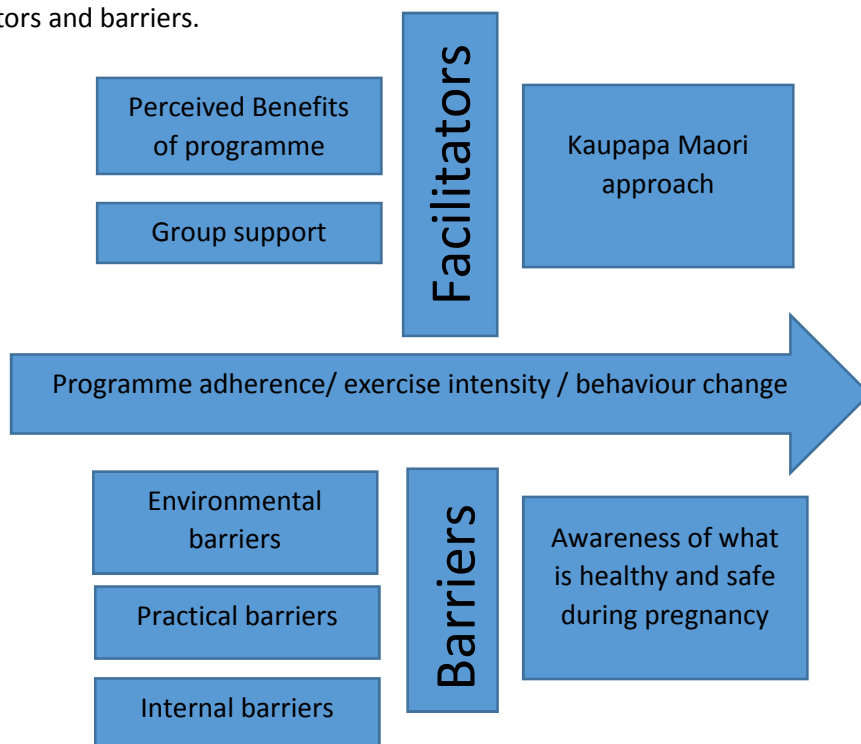 tors and barriers.
Perceived Benefits
of programme
Group support
Facilitators
Kaupapa Maori
approach
Programme adherence/ exercise intensity / behaviour change
Environmental
barriers
Practical barriers
Internal barriers
Barriers
Awareness of what
is healthy and safe
during pregnancy